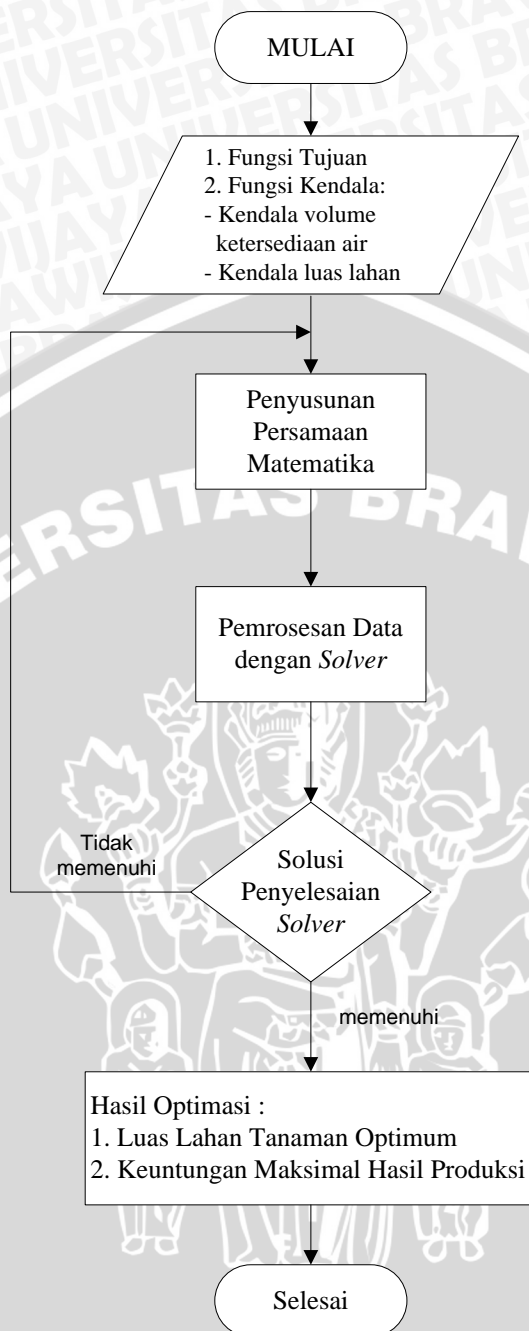 MULAI
1. Fungsi Tujuan
2. Fungsi Kendala:
- Kendala volume
ketersediaan air
- Kendala luas lahan
Penyusunan
Persamaan
Matematika
ERSITAS BRA
Pemrosesan Data
dengan Solver
Tidak
memenuhi
Solusi
Penyelesaian
Solver
memenuhi
Hasil Optimasi :
1. Luas Lahan Tanaman Optimum
2. Keuntungan Maksimal Hasil Produksi
Selesai